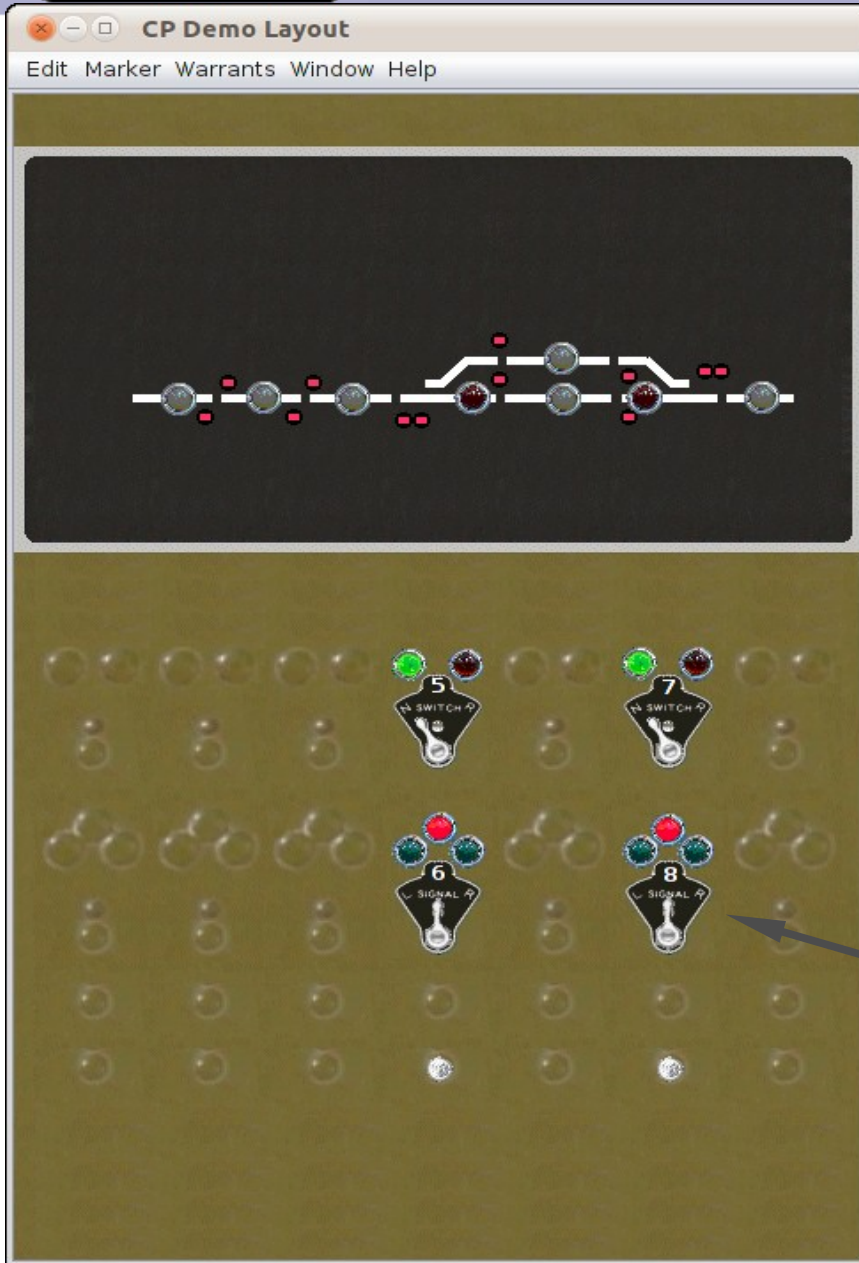 CP Demo Layout
Edit Marker Warrants Window Help
5 7
N SWITCH R N SWITCH R
6 8
L SIGNAL R L SIGNAL R